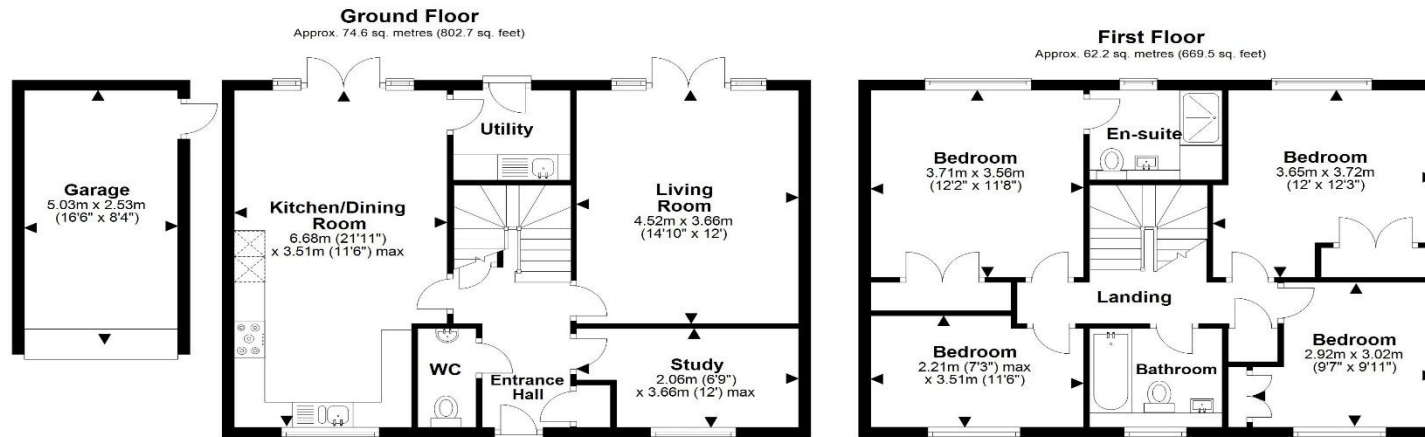 Ground Floor
Approx. 74.6 sq. metres (802.7 sq. feet)
Garage
5.03m x 2.53m
(16'6" x 8'4")
Kitchen/Dining
Room
6.68m (21'11")
x 3.51m (11'6") max
Utility
Living
Room
4.52m x 3.66m
(14'10" x 12')
WC
Entrance
Hall
Study
2.06m (6'9")
x 3.66m (12') max
First Floor
Approx. 62.2 sq. metres (669.5 sq. feet)
Bedroom
3.71m x 3.56m
(12'2" x 11'8")
En-suite
Bedroom
3.65m x 3.72m
(12' x 12'3")
Landing
Bedroom
2.21m (7'3") max
x 3.51m (11'6")
Bathroom
Bedroom
2.92m x 3.02m
(9'7" x 9'11")